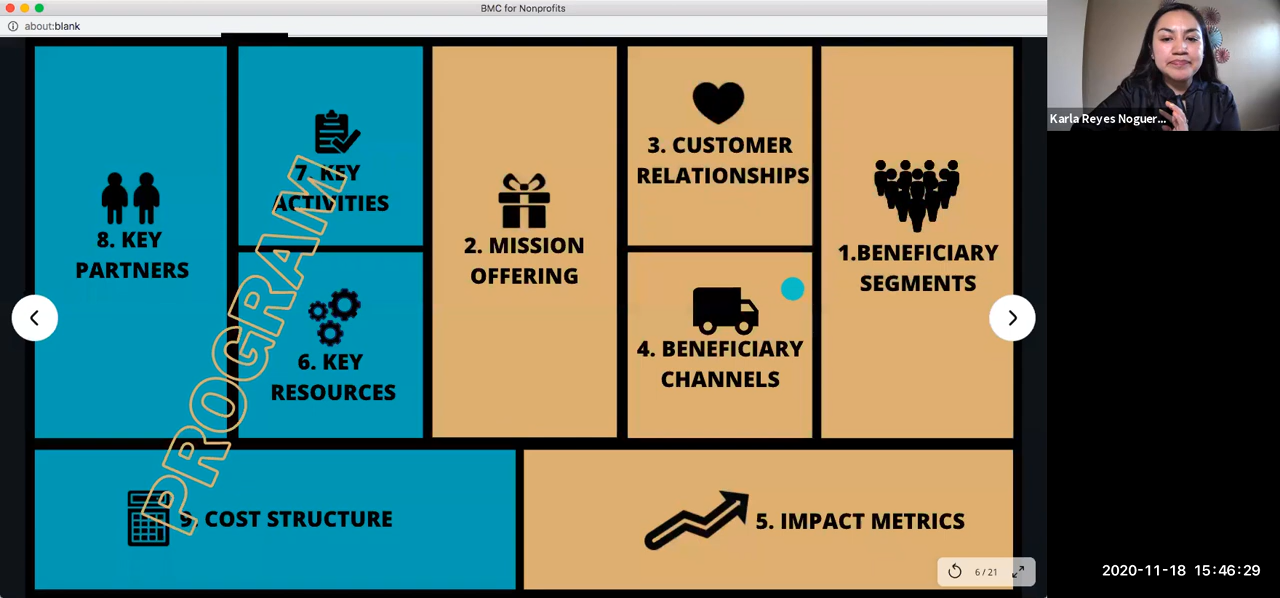 BMC for Nonprofits
about:blank
Karla Reyes Noguer...
8. KEY
PARTNERS
7. KEY
ACTIVITIES
6. KEY
RESOURCES
2. MISSION
OFFERING
3. CUSTOMER
RELATIONSHIPS
4. BENEFICIARY
CHANNELS
1.BENEFICIARY
SEGMENTS
PROGRAM
9. COST STRUCTURE
5. IMPACT METRICS
6 / 21
2020-11-18 15:46:29